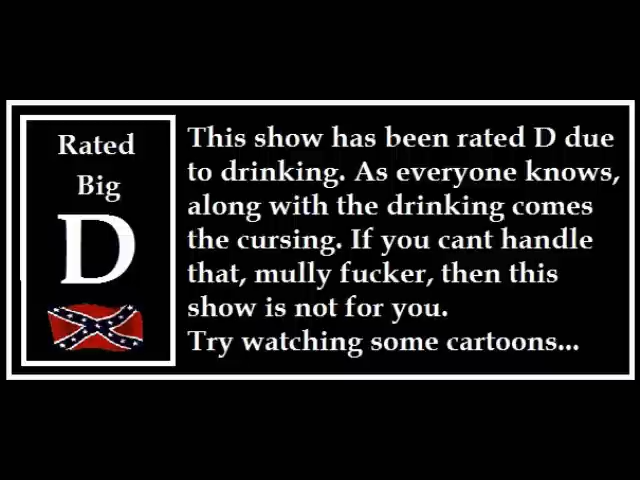 Rated
Big
D
This show has been rated D due
to drinking. As everyone knows,
along with the drinking comes
the cursing. If you cant handle
that, mully fucker, then this
show is not for you.
Try watching some cartoons...